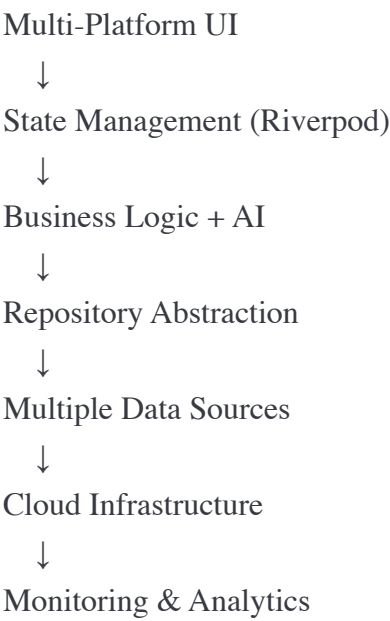 Multi-Platform UI
↓
State Management (Riverpod)
↓
Business Logic + AI
↓
Repository Abstraction
↓
Multiple Data Sources
↓
Cloud Infrastructure
↓
Monitoring & Analytics